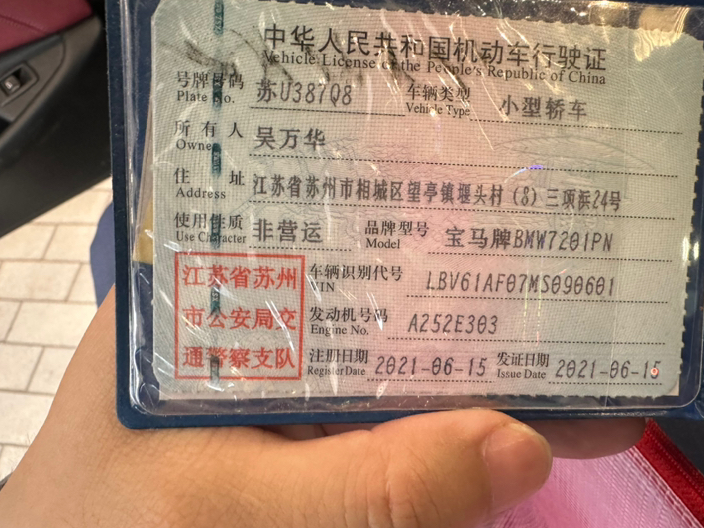 中华人民共和国机动车行驶证
Vehicle License of the People's Republic of China
号牌号码 苏U387Q8 车辆类型 小型轿车
Plate No. Vehicle Type
所有人 吴万华
Owner
住址 江苏省苏州市相城区望亭镇堰头村（8）三项浜24号
Address
使用性质 非营运 品牌型号 宝马牌BMW7201PN
Use Character Model
江苏省苏州 车辆识别代号 LBV61AF07MS090601
VIN
市公安局交 发动机号码 A252E303
Engine No.
通警察支队 注册日期 2021-06-15 发证日期 2021-06-15
Register Date Issue Date